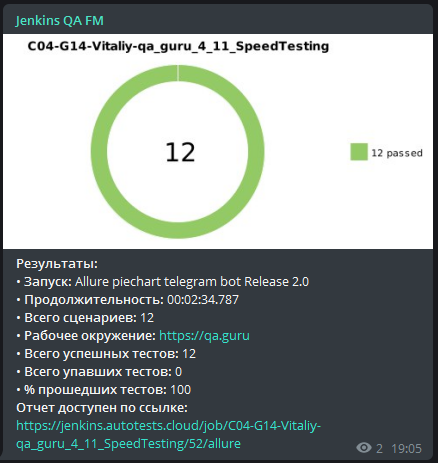 Jenkins QA FM
C04-G14-Vitaliy-qa_guru_4_11_SpeedTesting
12
12 passed
Результаты:
• Запуск: Allure piechart telegram bot Release 2.0
• Продолжительность: 00:02:34.787
• Всего сценариев: 12
• Рабочее окружение: https://qa.guru
• Всего успешных тестов: 12
• Всего упавших тестов: 0
• % прошедших тестов: 100
Отчет доступен по ссылке:
https://jenkins.autotests.cloud/job/C04-G14-Vitaliy-
qa_guru_4_11_SpeedTesting/52/allure
2 19:05